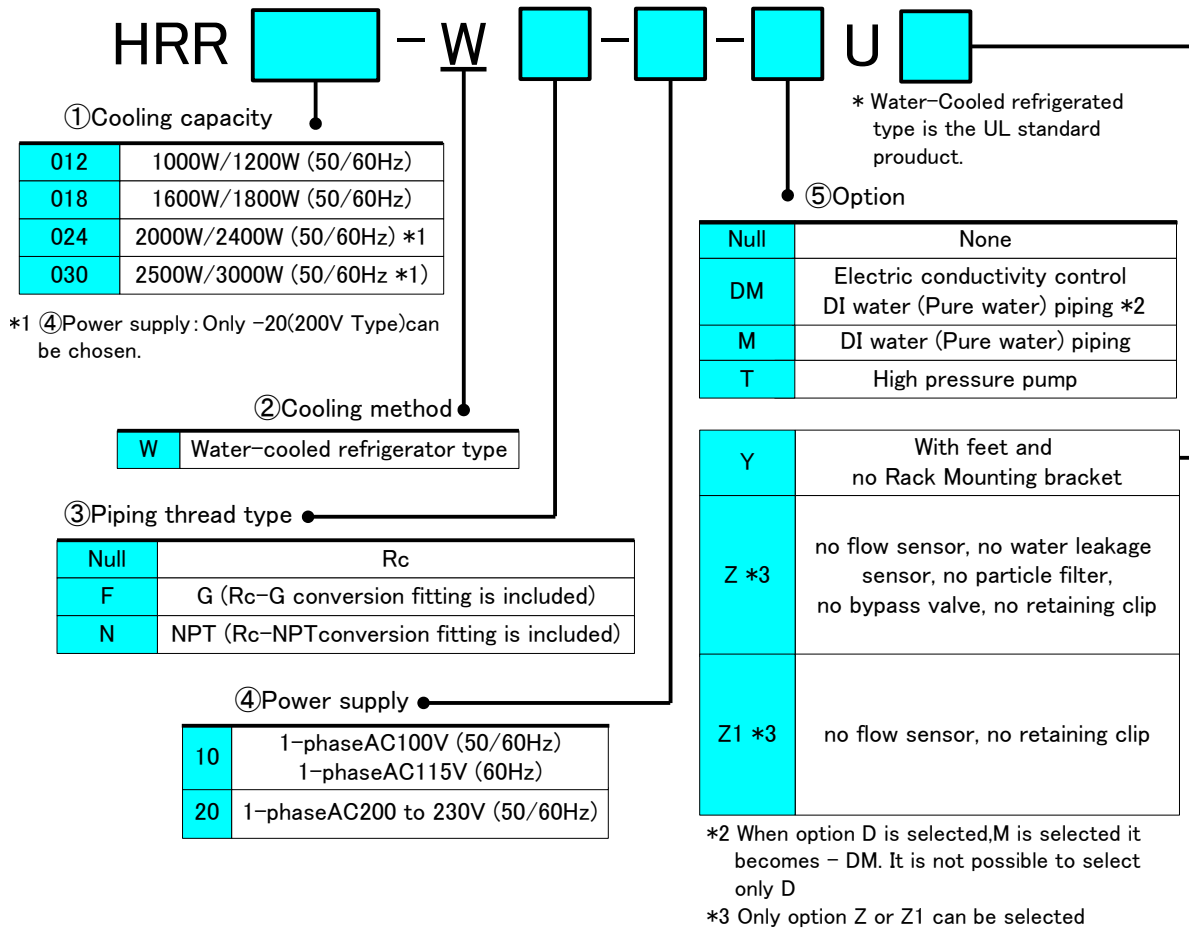 HRR - W - - U
* Water-Cooled refrigerated
type is the UL standard
prouduct.
①Cooling capacity
012 1000W/1200W (50/60Hz)
018 1600W/1800W (50/60Hz)
024 2000W/2400W (50/60Hz) *1
030 2500W/3000W (50/60Hz *1)
*1 ④Power supply:Only -20(200V Type)can
be chosen.
②Cooling method
W Water-cooled refrigerator type
③Piping thread type
Null Rc
F G (Rc-G conversion fitting is included)
N NPT (Rc-NPTconversion fitting is included)
④Power supply
10 1-phaseAC100V (50/60Hz)
1-phaseAC115V (60Hz)
20 1-phaseAC200 to 230V (50/60Hz)
⑤Option
Null None
DM Electric conductivity control
DI water (Pure water) piping *2
M DI water (Pure water) piping
T High pressure pump
Y With feet and
no Rack Mounting bracket
Z *3 no flow sensor, no water leakage
sensor, no particle filter,
no bypass valve, no retaining clip
Z1 *3 no flow sensor, no retaining clip
*2 When option D is selected,M is selected it
becomes - DM. It is not possible to select
only D
*3 Only option Z or Z1 can be selected